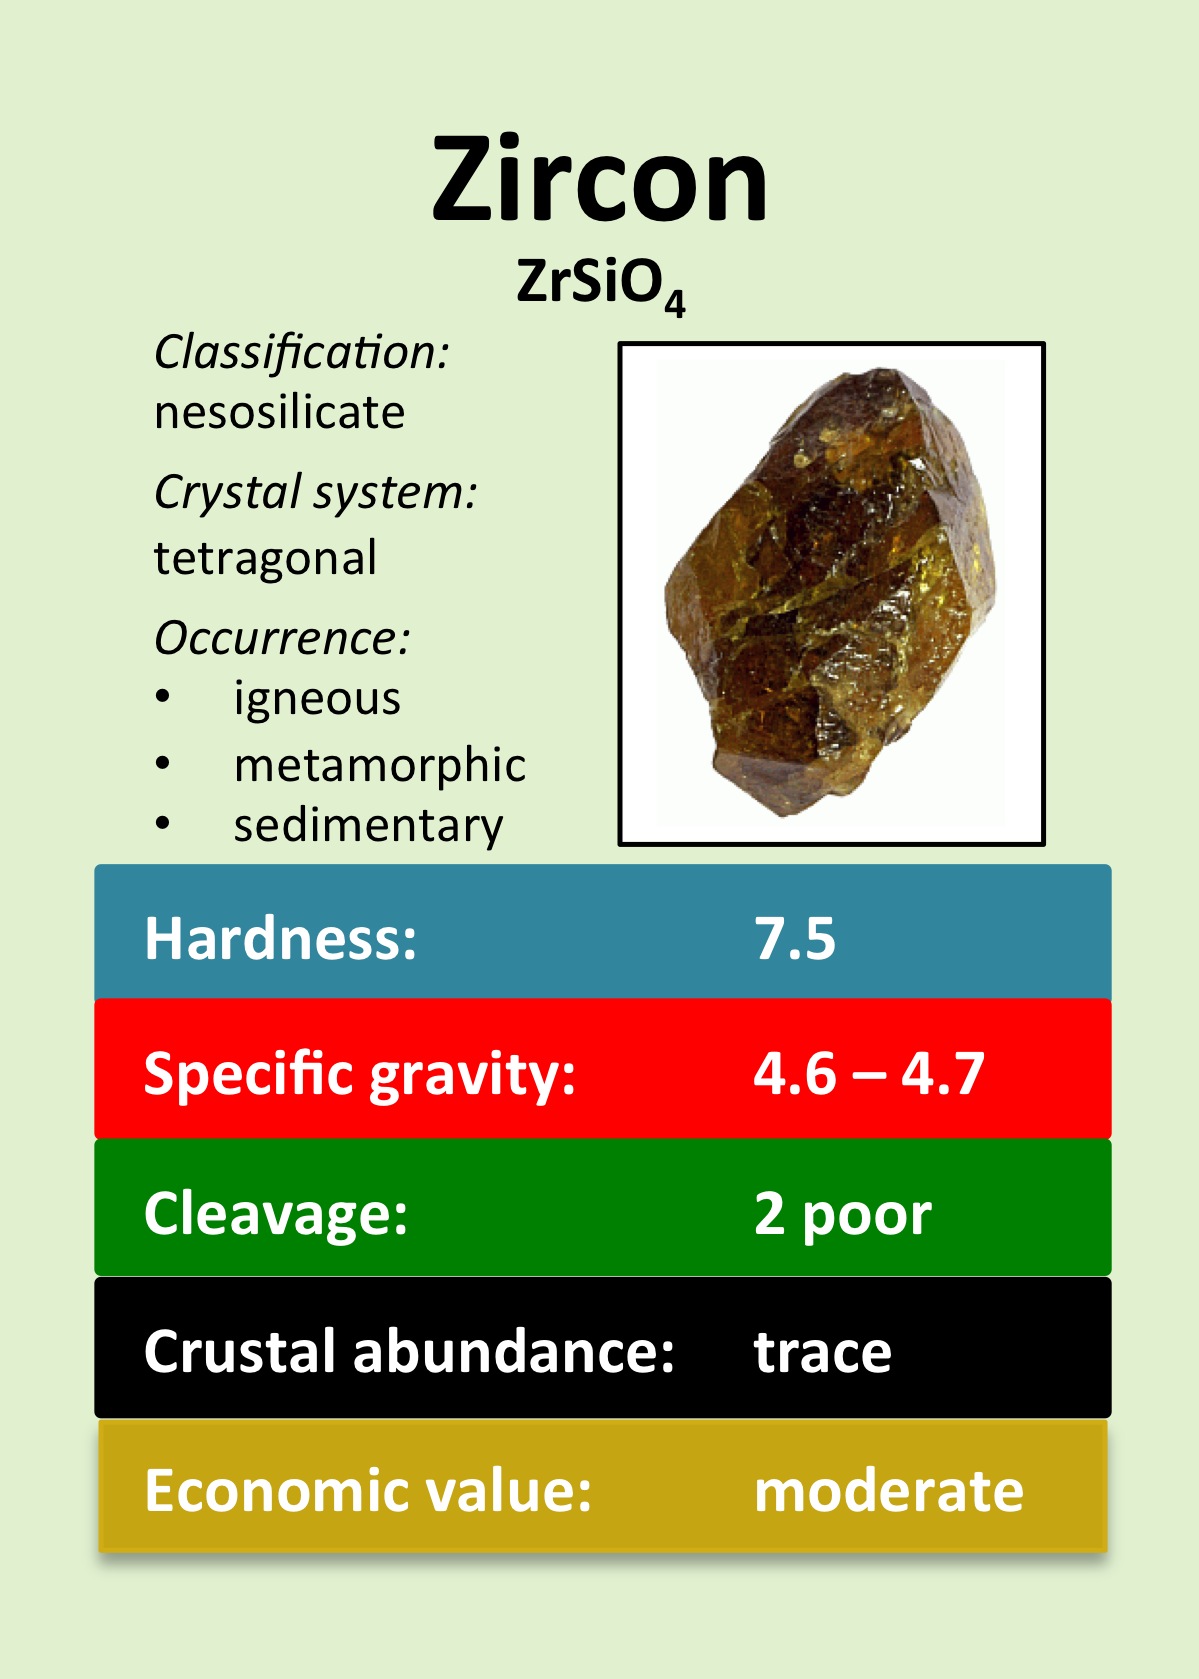 Zircon
ZrSiO₄
Classification:
nesosilicate
Crystal system:
tetragonal
Occurrence:
• igneous
• metamorphic
• sedimentary
Hardness: 7.5
Specific gravity: 4.6 – 4.7
Cleavage: 2 poor
Crustal abundance: trace
Economic value: moderate